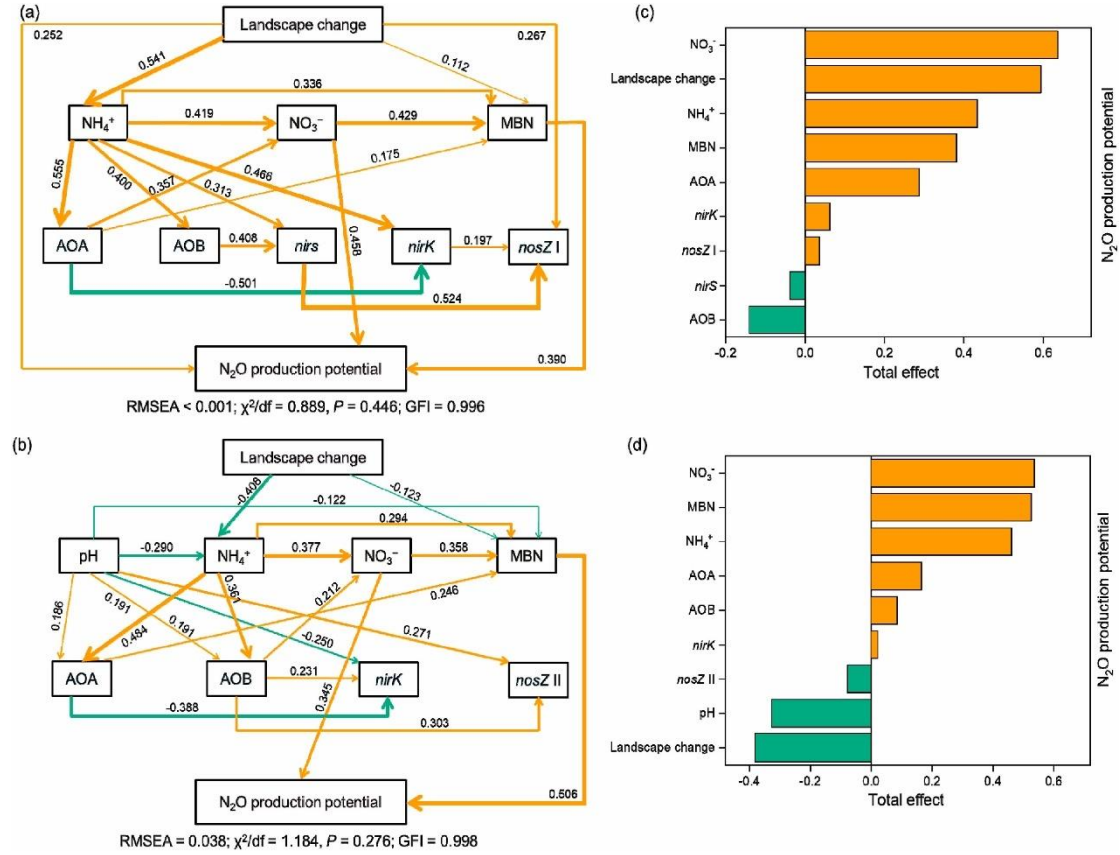 (a)
Landscape change
0.252
0.267
0.541
0.112
0.336
NH₄⁺
0.419
NO₃⁻
0.429
MBN
0.555
0.400
0.357
0.313
0.466
0.175
AOA
AOB
0.408
nirs
0.458
nirK
0.197
nosZ I
-0.501
0.524
0.390
N₂O production potential
RMSEA < 0.001; χ²/df = 0.889, P = 0.446; GFI = 0.996
(c)
NO₃⁻
Landscape change
NH₄⁺
MBN
AOA
nirK
nosZ I
nirS
AOB
-0.2 0.0 0.2 0.4 0.6
Total effect
N₂O production potential
(b)
Landscape change
-0.408
-0.123
-0.122
0.294
pH
-0.290
NH₄⁺
0.377
NO₃⁻
0.358
MBN
0.186
0.191
0.191
0.484
0.361
0.212
0.246
-0.250
0.271
AOA
AOB
0.231
nirK
nosZ II
0.345
-0.388
0.303
0.506
N₂O production potential
RMSEA = 0.038; χ²/df = 1.184, P = 0.276; GFI = 0.998
(d)
NO₃⁻
MBN
NH₄⁺
AOA
AOB
nirK
nosZ II
pH
Landscape change
-0.4 -0.2 0.0 0.2 0.4 0.6
Total effect
N₂O production potential